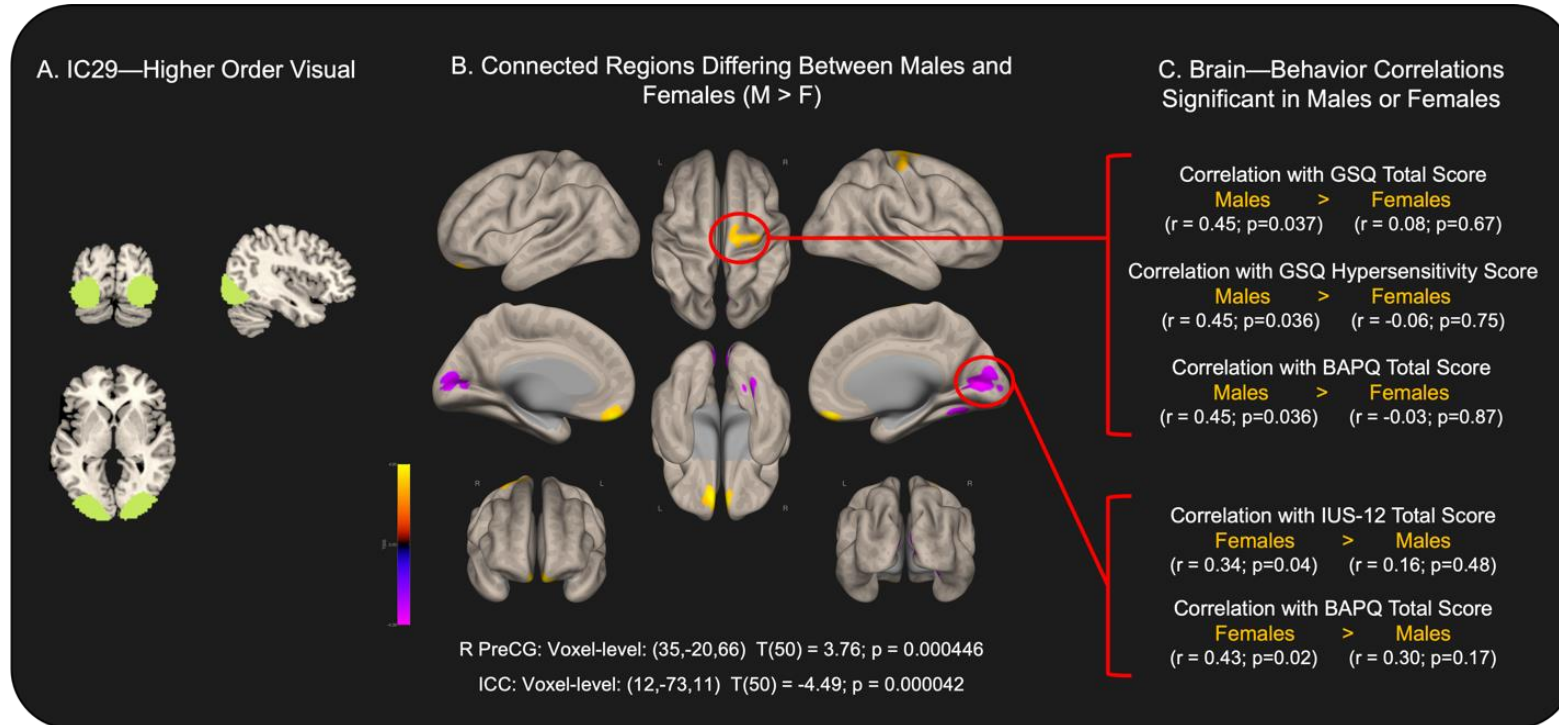 A. IC29—Higher Order Visual
B. Connected Regions Differing Between Males and
Females (M > F)
C. Brain—Behavior Correlations
Significant in Males or Females
L
R
R
L
L
R
L
R
R PreCG: Voxel-level: (35,-20,66) T(50) = 3.76; p = 0.000446
ICC: Voxel-level: (12,-73,11) T(50) = -4.49; p = 0.000042
Correlation with GSQ Total Score
Males > Females
(r = 0.45; p=0.037) (r = 0.08; p=0.67)
Correlation with GSQ Hypersensitivity Score
Males > Females
(r = 0.45; p=0.036) (r = -0.06; p=0.75)
Correlation with BAPQ Total Score
Males > Females
(r = 0.45; p=0.036) (r = -0.03; p=0.87)
Correlation with IUS-12 Total Score
Females > Males
(r = 0.34; p=0.04) (r = 0.16; p=0.48)
Correlation with BAPQ Total Score
Females > Males
(r = 0.43; p=0.02) (r = 0.30; p=0.17)